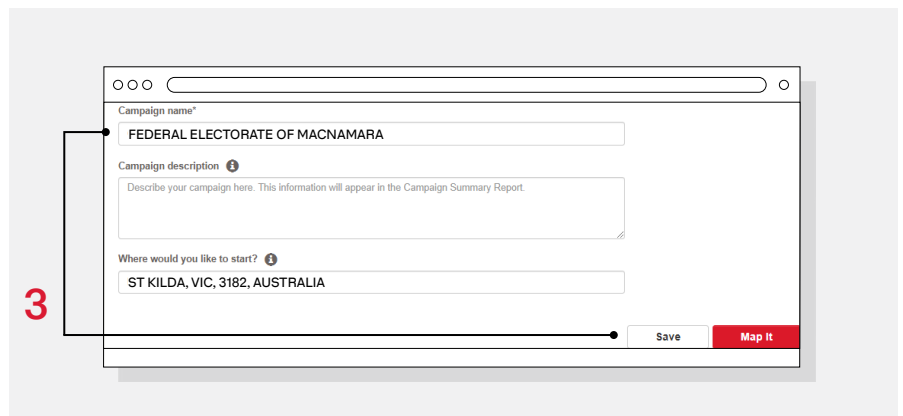 Campaign name*
FEDERAL ELECTORATE OF MACNAMARA
Campaign description
Describe your campaign here. This information will appear in the Campaign Summary Report.
Where would you like to start?
ST KILDA, VIC, 3182, AUSTRALIA
3
Save Map It